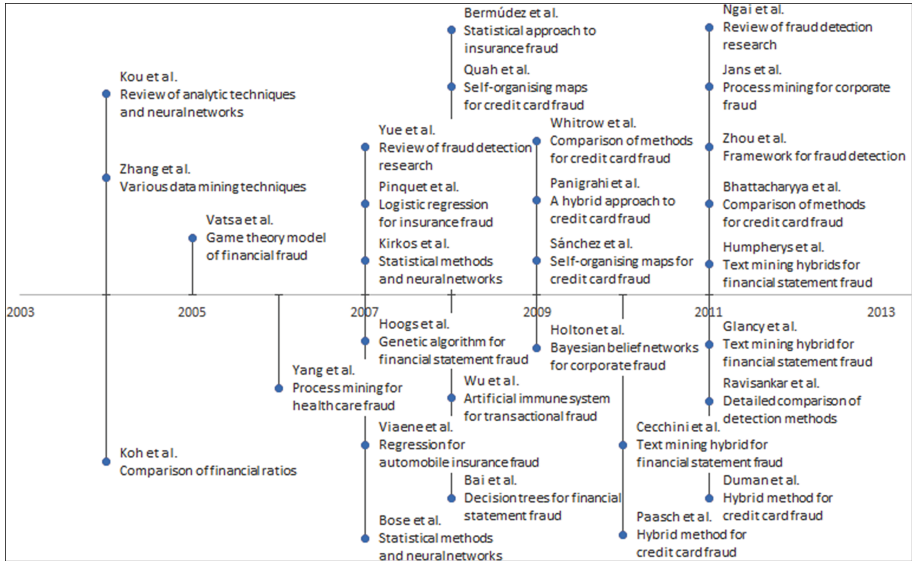 Kou et al.
Review of analytic techniques
and neural networks
Zhang et al.
Various data mining techniques
Vatsa et al.
Game theory model
of financial fraud
Yue et al.
Review of fraud detection
research
Pinquet et al.
Logistic regression
for insurance fraud
Kirkos et al.
Statistical methods
and neural networks
Bermúdez et al.
Statistical approach to
insurance fraud
Quah et al.
Self-organising maps
for credit card fraud
Whitrow et al.
Comparison of methods
for credit card fraud
Panigrahi et al.
A hybrid approach to
credit card fraud
Sánchez et al.
Self-organising maps for
credit card fraud
Ngai et al.
Review of fraud detection
research
Jans et al.
Process mining for corporate
fraud
Zhou et al.
Framework for fraud detection
Bhattacharyya et al.
Comparison of methods
for credit card fraud
Humpherys et al.
Text mining hybrids for
financial statement fraud
2003 2005 2007 2009 2011 2013
Koh et al.
Comparison of financial ratios
Yang et al.
Process mining for
health care fraud
Hoogs et al.
Genetic algorithm for
financial statement fraud
Viaene et al.
Regression for
automobile insurance fraud
Bose et al.
Statistical methods
and neural networks
Wu et al.
Artificial immune system
for transactional fraud
Bai et al.
Decision trees for financial
statement fraud
Holton et al.
Bayesian belief networks
for corporate fraud
Cecchini et al.
Text mining hybrid for
financial statement fraud
Paasch et al.
Hybrid method for
credit card fraud
Glancy et al.
Text mining hybrid for
financial statement fraud
Ravisankar et al.
Detailed comparison of
detection methods
Duman et al.
Hybrid method for
credit card fraud